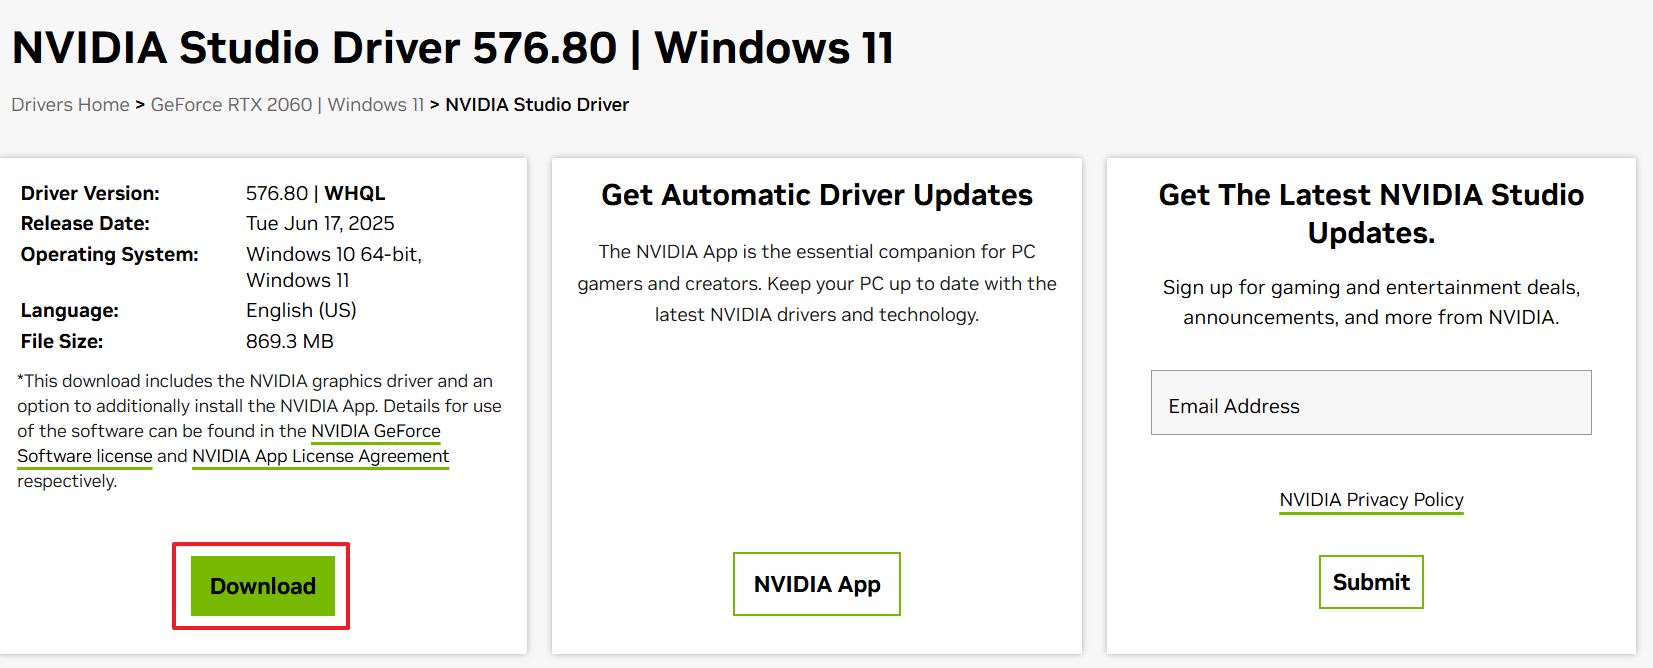 NVIDIA Studio Driver 576.80 | Windows 11
Drivers Home > GeForce RTX 2060 | Windows 11 > NVIDIA Studio Driver
Driver Version: 576.80 | WHQL
Release Date: Tue Jun 17, 2025
Operating System: Windows 10 64-bit,
Windows 11
Language: English (US)
File Size: 869.3 MB
*This download includes the NVIDIA graphics driver and an
option to additionally install the NVIDIA App. Details for use
of the software can be found in the NVIDIA GeForce
Software license and NVIDIA App License Agreement
respectively.
Download
Get Automatic Driver Updates
The NVIDIA App is the essential companion for PC
gamers and creators. Keep your PC up to date with the
latest NVIDIA drivers and technology.
NVIDIA App
Get The Latest NVIDIA Studio
Updates.
Sign up for gaming and entertainment deals,
announcements, and more from NVIDIA.
Email Address
NVIDIA Privacy Policy
Submit